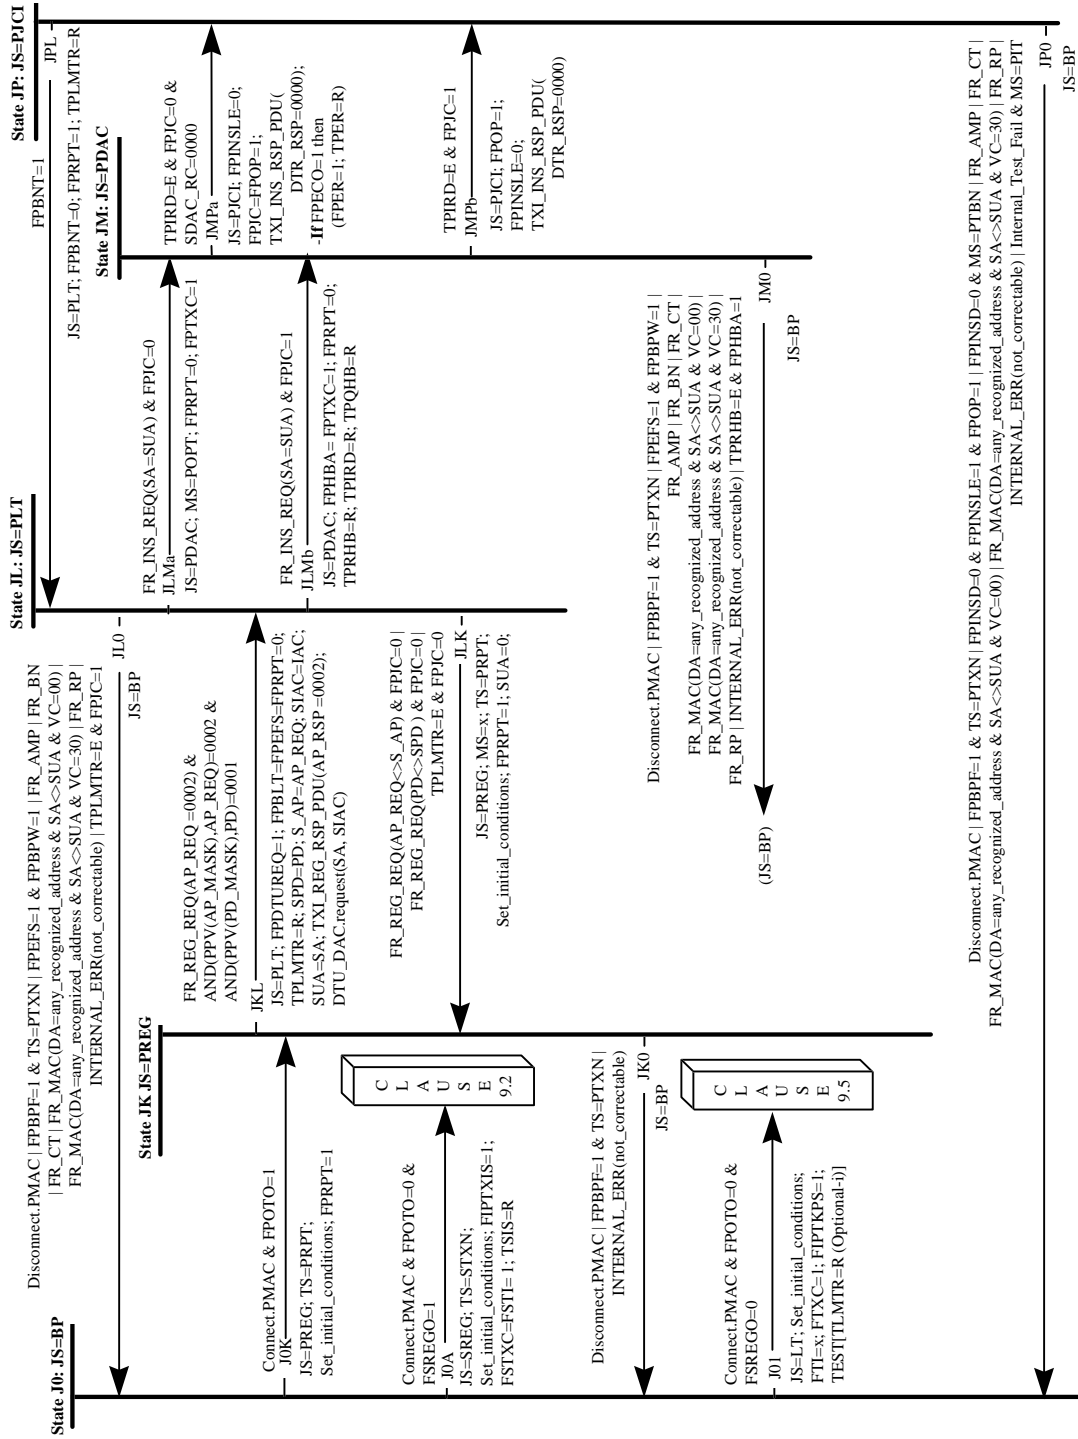 State J0: JS=BP
State JK JS=PREG
State JL: JS=PLT
State JM: JS=PDAC
State JP: JS=PJCI
FPBNT=1
JPL
JS=PLT; FPBNT=0; FPRPT=1; TPLMTR=R
Disconnect.PMAC | FPBPF=1 & TS=PTXN | FPEFS=1 & FPBPW=1 | FR_AMP | FR_BN
| FR_CT | FR_MAC(DA=any_recognized_address & SA<>SUA & VC=00) |
FR_MAC(DA=any_recognized_address & SA<>SUA & VC=30) | FR_RP |
INTERNAL_ERR(not_correctable) | TPLMTR=E & FPJC=1
JL0
JS=BP
FR_INS_REQ(SA=SUA) & FPJC=0
JLMa
JS=PDAC; MS=POPT; FPRPT=0; FPTXC=1
TPIRD=E & FPJC=0 &
SDAC_RC=0000
JMPa
JS=PJCI; FPINSLE=0;
FPJC=FPOP=1;
TXI_INS_RSP_PDU(
DTR_RSP=0000);
-If FPECO=1 then
(FPER=1; TPER=R)
FR_REG_REQ(AP_REQ =0002) &
AND(PPV(AP_MASK),AP_REQ)=0002 &
AND(PPV(PD_MASK),PD)=0001
JKL
JS=PLT; FPDTUREQ=1; FPBLT=FPEFS=FPRPT=0;
TPLMTR=R; SPD=PD; S_AP=AP_REQ; SIAC=IAC;
SUA=SA; TXI_REG_RSP_PDU(AP_RSP =0002);
DTU_DAC.request(SA, SIAC)
Connect.PMAC & FPOTO=1
J0K
JS=PREG; TS=PRPT;
Set_initial_conditions; FPRPT=1
FR_INS_REQ(SA=SUA) & FPJC=1
JLMb
JS=PDAC; FPHBA= FPTXC=1; FPRPT=0;
TPRHB=R; TPIRD=R; TPQHB=R
Connect.PMAC & FPOTO=0 &
FSREGO=1
J0A
JS=SREG; TS=STXN;
Set_initial_conditions; FIPTXIS=1;
FSTXC=FSTI= 1; TSIS=R
C
L
A
U
S
E
9.2
FR_REG_REQ(AP_REQ<>S_AP) & FPJC=0 |
FR_REG_REQ(PD<>SPD ) & FPJC=0 |
TPLMTR=E & FPJC=0
JLK
JS=PREG; MS=x; TS=PRPT;
Set_initial_conditions; FPRPT=1; SUA=0;
TPIRD=E & FPJC=1
JMPb
JS=PJCI; FPOP=1;
FPINSLE=0;
TXI_INS_RSP_PDU(
DTR_RSP=0000)
Disconnect.PMAC | FPBPF=1 & TS=PTXN |
INTERNAL_ERR(not_correctable)
JK0
JS=BP
Disconnect.PMAC | FPBPF=1 & TS=PTXN | FPEFS=1 & FPBPW=1 |
FR_AMP | FR_BN | FR_CT |
FR_MAC(DA=any_recognized_address & SA<>SUA & VC=00) |
FR_MAC(DA=any_recognized_address & SA<>SUA & VC=30) |
FR_RP | INTERNAL_ERR(not_correctable) | TPRHB=E & FPHBA=1
JM0
JS=BP
(JS=BP)
Connect.PMAC & FPOTO=0 &
FSREGO=0
J01
JS=LT; Set_initial_conditions;
FTI=x; FTXC=1; FIPTKPS=1;
TEST[TLMTR=R (Optional-i)]
C
L
A
U
S
E
9.5
Disconnect.PMAC | FPBPF=1 & TS=PTXN | FPINSD=0 & FPINSLE=1 & FPOP=1 | FPINSD=0 & MS=PTBN | FR_AMP | FR_CT |
FR_MAC(DA=any_recognized_address & SA<>SUA & VC=00) | FR_MAC(DA=any_recognized_address & SA<>SUA & VC=30) | FR_RP |
INTERNAL_ERR(not_correctable) | Internal_Test_Fail & MS=PIT
JP0
JS=BP